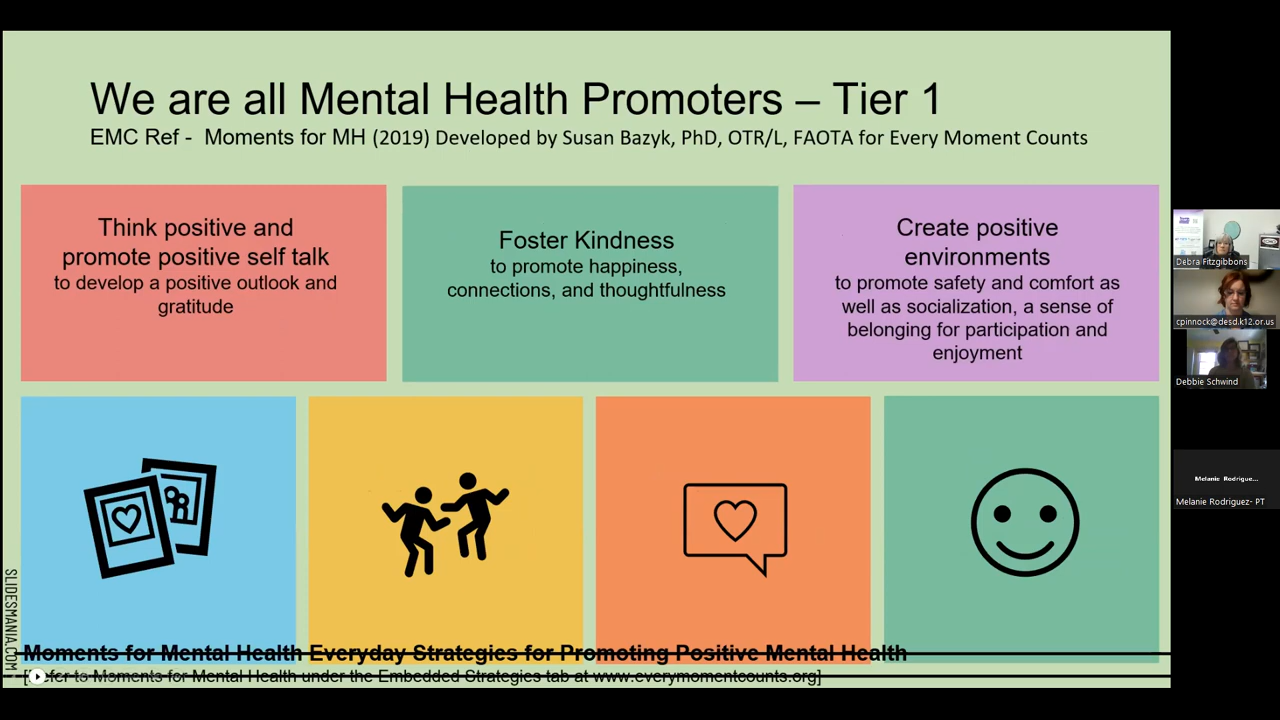 We are all Mental Health Promoters – Tier 1
EMC Ref - Moments for MH (2019) Developed by Susan Bazyk, PhD, OTR/L, FAOTA for Every Moment Counts
Think positive and
promote positive self talk
to develop a positive outlook and
gratitude
Foster Kindness
to promote happiness,
connections, and thoughtfulness
Create positive
environments
to promote safety and comfort as
well as socialization, a sense of
belonging for participation and
enjoyment
SLIDESMANIA.COM
Moments for Mental Health Everyday Strategies for Promoting Positive Mental Health
to Moments for Mental Health under the Embedded Strategies tab at www.everymomentcounts.org]
Debra Fitzgibbons
cpinnock@desd.k12.or.us
Debbie Schwind
Melanie Rodrigue...
Melanie Rodriguez- PT